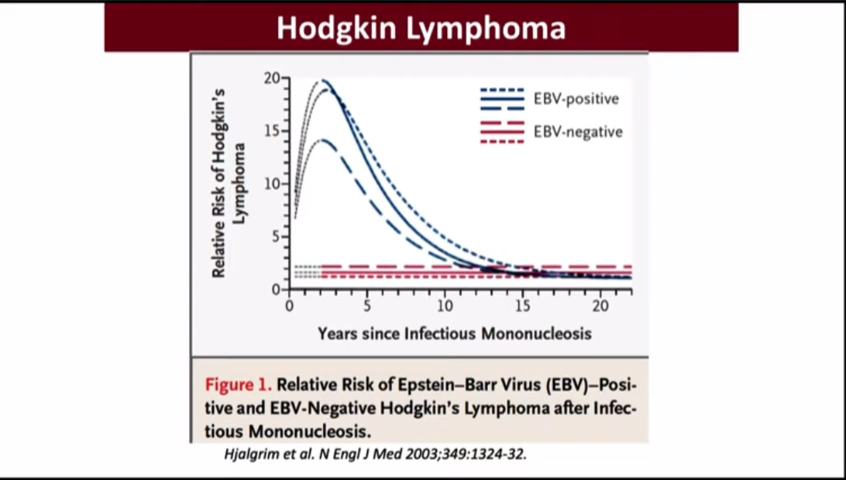 Hodgkin Lymphoma
Relative Risk of Hodgkin's
Lymphoma
20
15
10
5
0
EBV-positive
EBV-negative
0 5 10 15 20
Years since Infectious Mononucleosis
Figure 1. Relative Risk of Epstein–Barr Virus (EBV)–Posi-
tive and EBV-Negative Hodgkin's Lymphoma after Infec-
tious Mononucleosis.
Hjalgrim et al. N Engl J Med 2003;349:1324-32.